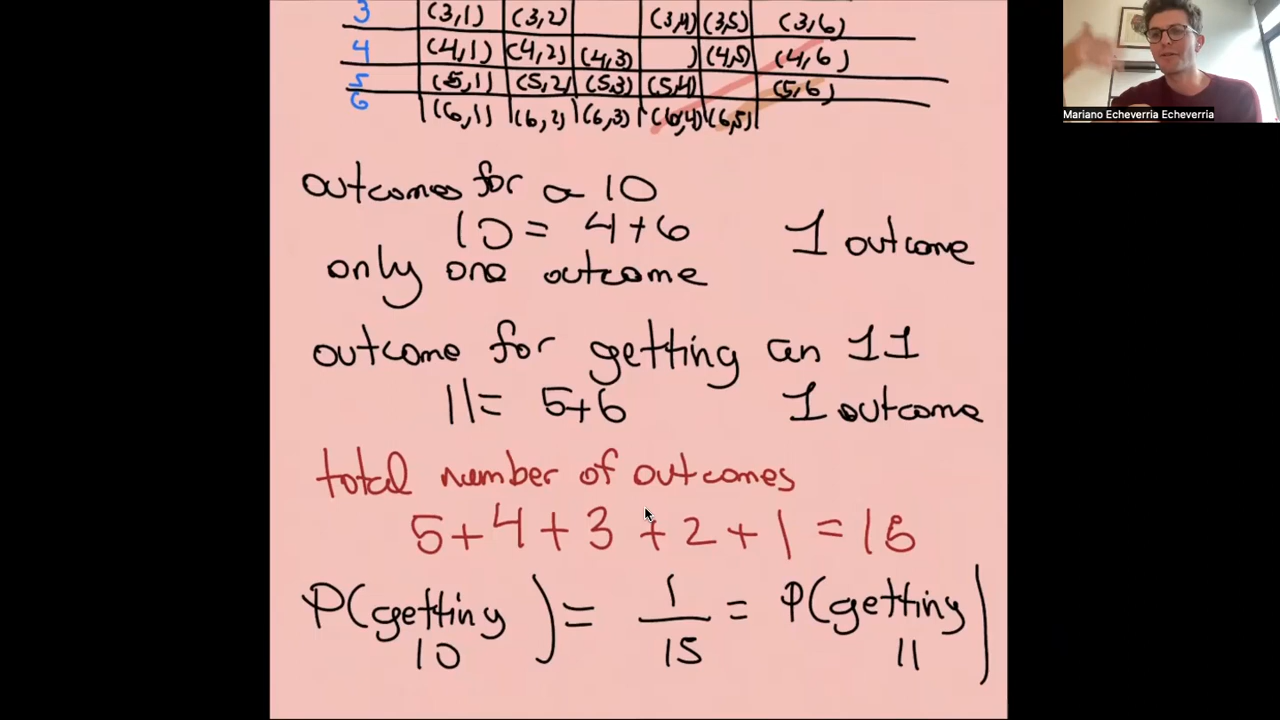 3 (3,1) (3,2) (3,4) (3,5) (3,6)
4 (4,1) (4,2) (4,3) ) (4,5) (4,6)
5 (5,1) (5,2) (5,3) (5,4) (5,6)
6 (6,1) (6,2) (6,3) (6,4) (6,5)
Mariano Echeverria Echeverria
outcomes for a 10
10 = 4+6 1 outcome
only one outcome
outcome for getting an 11
11= 5+6 1 outcome
total number of outcomes
5+4+3+2+1=15
P(getting 10) = 1/15 = P(getting 11)